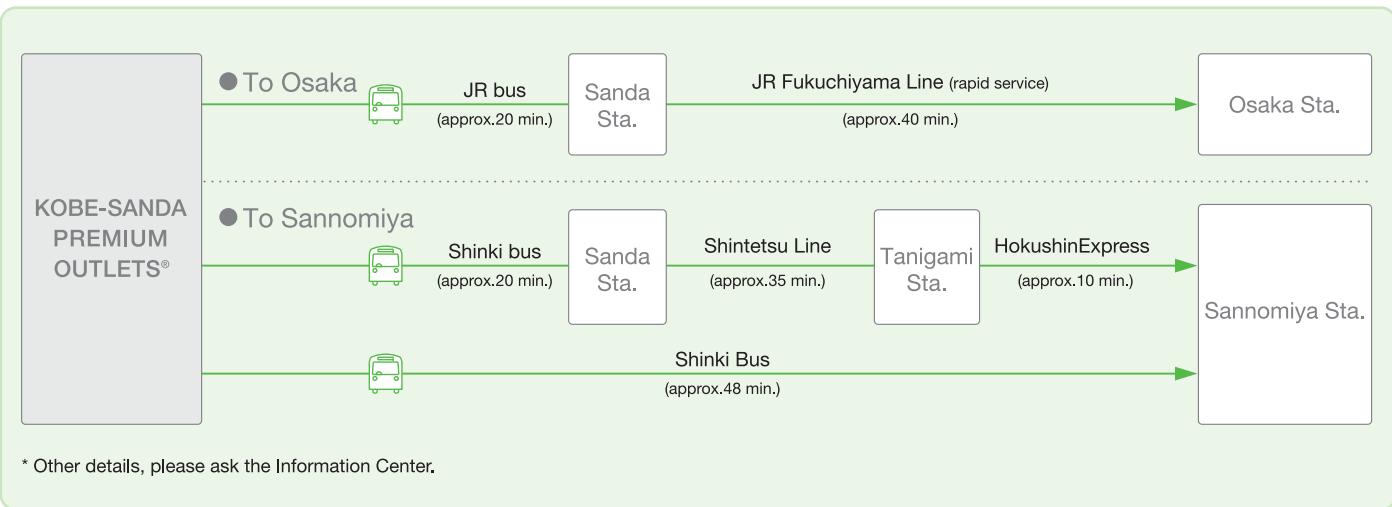 KOBE-SANDA
PREMIUM
OUTLETS®
● To Osaka
JR bus
(approx.20 min.)
Sanda
Sta.
JR Fukuchiyama Line (rapid service)
(approx.40 min.)
Osaka Sta.
● To Sannomiya
Shinki bus
(approx.20 min.)
Sanda
Sta.
Shintetsu Line
(approx.35 min.)
Tanigami
Sta.
HokushinExpress
(approx.10 min.)
Sannomiya Sta.
Shinki Bus
(approx.48 min.)
* Other details, please ask the Information Center.